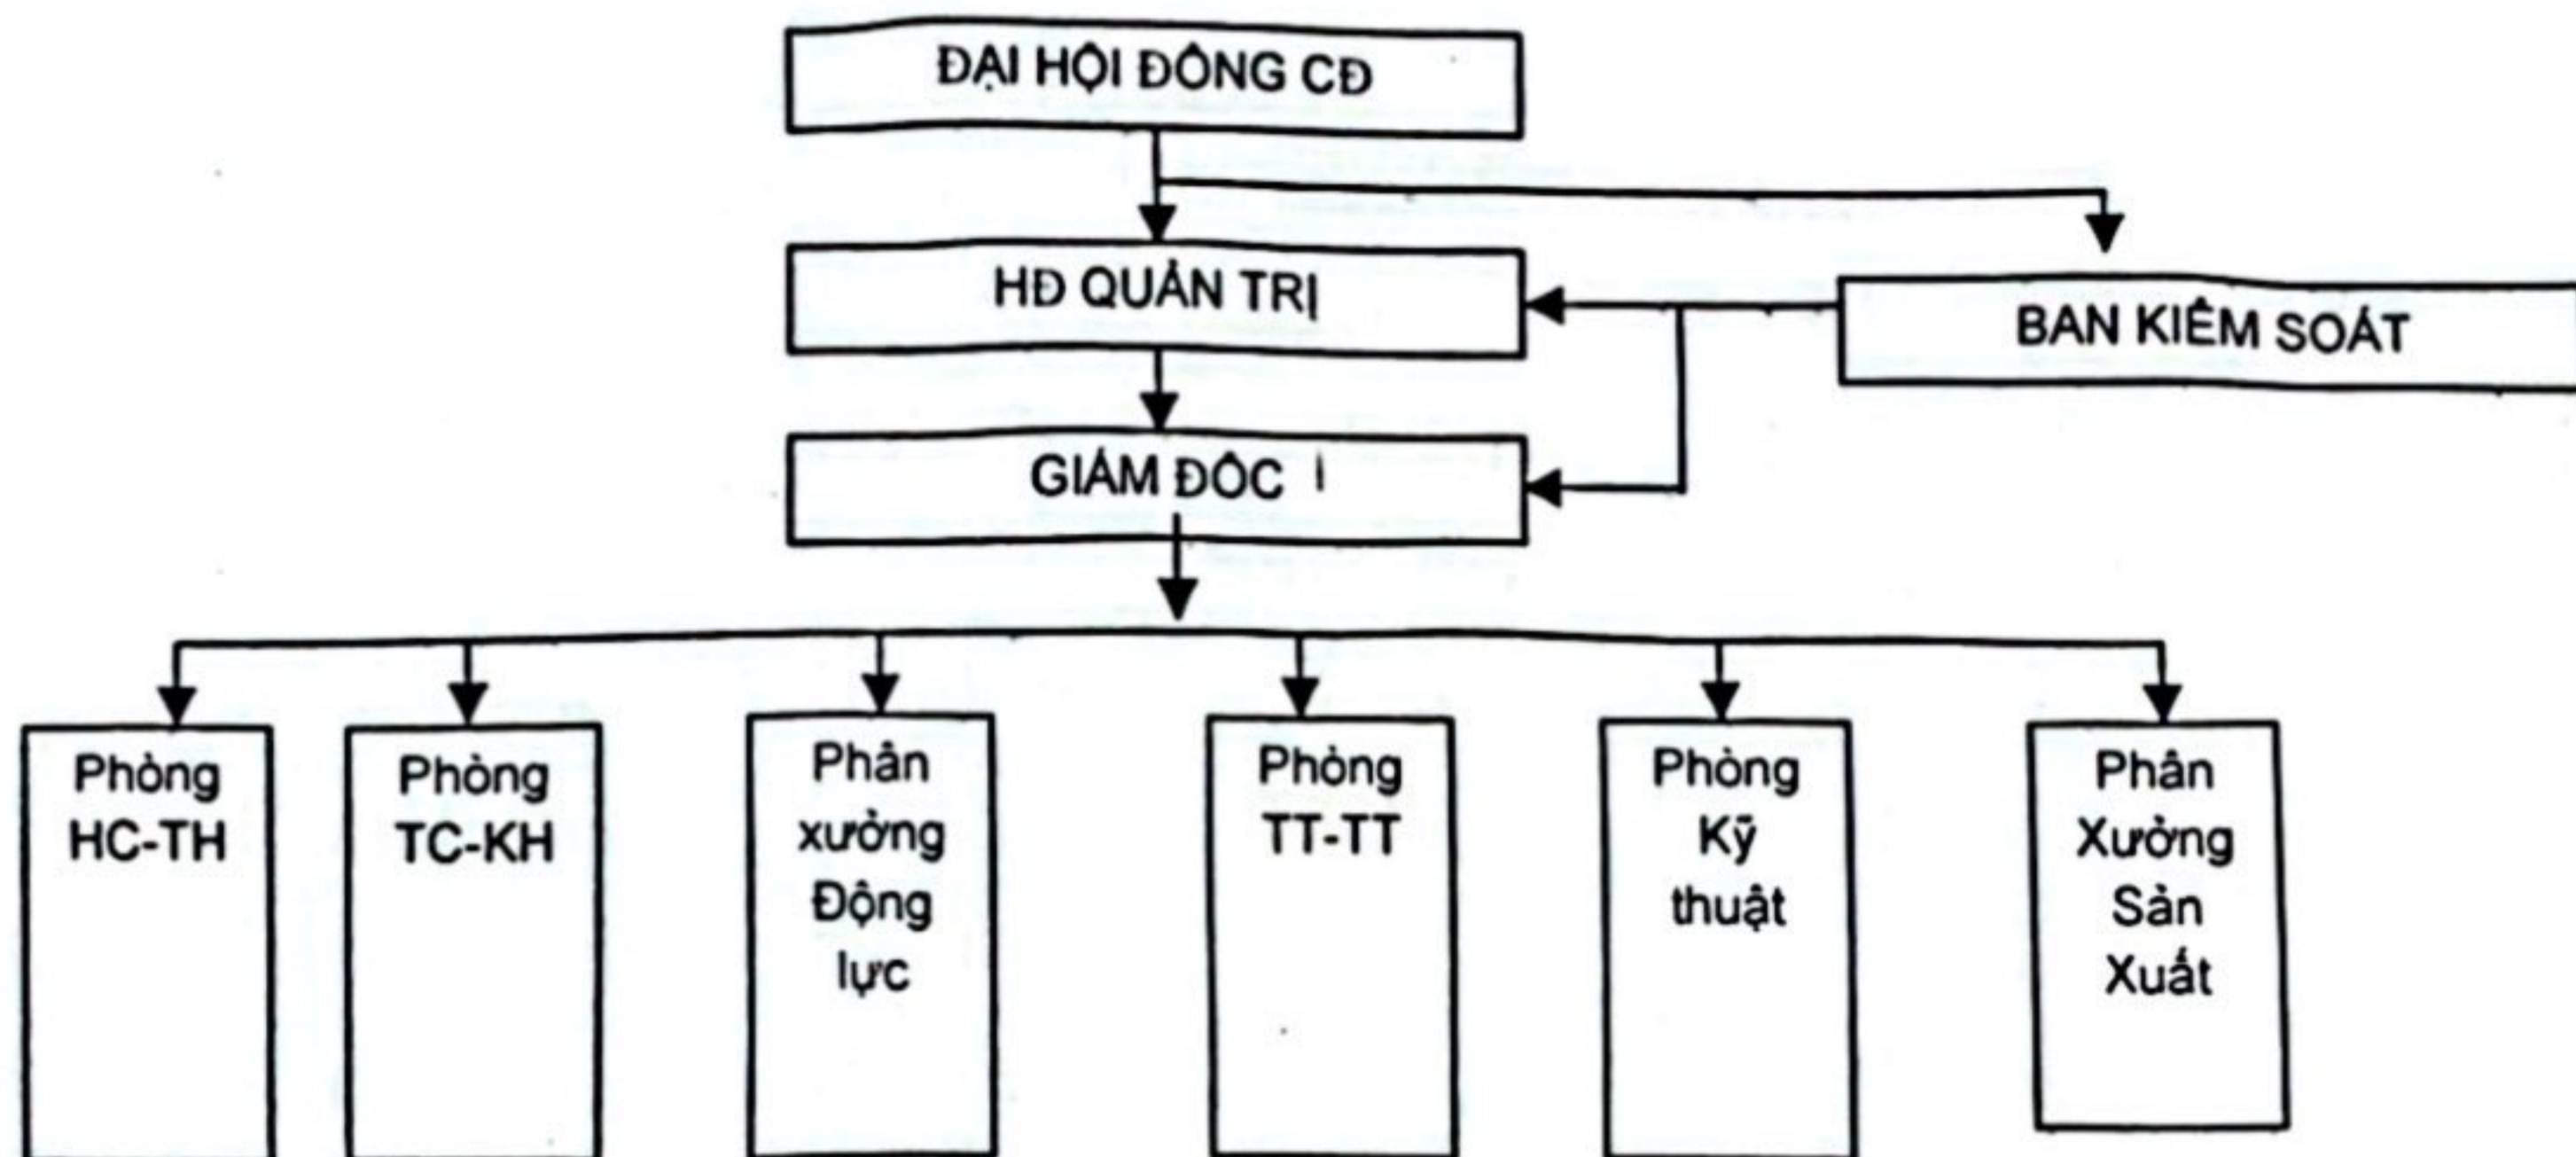 ĐẠI HỘI ĐỒNG CĐ
HĐ QUẢN TRỊ
BAN KIỂM SOÁT
GIÁM ĐỐC
Phòng
HC-TH
Phòng
TC-KH
Phân
xưởng
Động
lực
Phòng
TT-TT
Phòng
Kỹ
thuật
Phân
Xưởng
Sản
Xuất